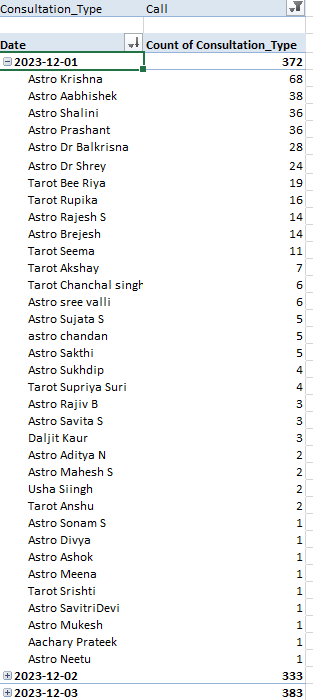 Consultation_Type Call
Date Count of Consultation_Type
2023-12-01 372
Astro Krishna 68
Astro Aabhishek 38
Astro Shalini 36
Astro Prashant 36
Astro Dr Balkrisna 28
Astro Dr Shrey 24
Tarot Bee Riya 19
Tarot Rupika 16
Astro Rajesh S 14
Astro Brejesh 14
Tarot Seema 11
Tarot Akshay 7
Tarot Chanchal singh 6
Astro sree valli 6
Astro Sujata S 5
astro chandan 5
Astro Sakthi 5
Astro Sukhdip 4
Tarot Supriya Suri 4
Astro Rajiv B 3
Astro Savita S 3
Daljit Kaur 3
Astro Aditya N 2
Astro Mahesh S 2
Usha Siingh 2
Tarot Anshu 2
Astro Sonam S 1
Astro Divya 1
Astro Ashok 1
Astro Meena 1
Tarot Srishti 1
Astro SavitriDevi 1
Astro Mukesh 1
Aachary Prateek 1
Astro Neetu 1
2023-12-02 333
2023-12-03 383